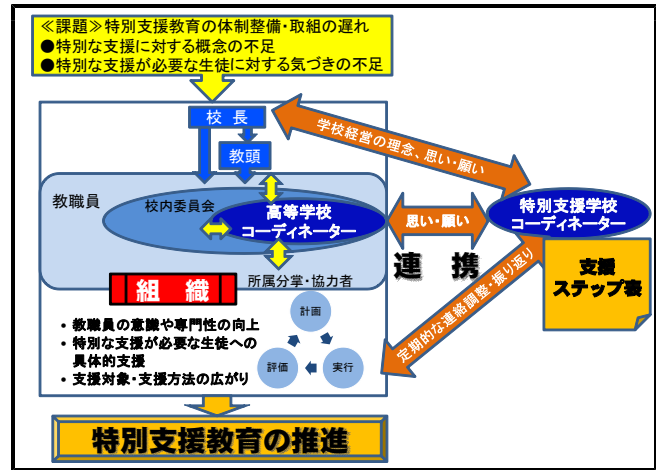 ≪課題≫特別支援教育の体制整備・取組の遅れ
●特別な支援に対する概念の不足
●特別な支援が必要な生徒に対する気づきの不足
校 長
教頭
学校経営の理念、思い・願い
教職員
校内委員会
高等学校
コーディネーター
思い・願い
特別支援学校
コーディネーター
連 携
支援
ステップ表
所属分掌・協力者
組 織
定期的な連絡調整・振り返り
計画
実行
評価
• 教職員の意識や専門性の向上
• 特別な支援が必要な生徒への
具体的支援
• 支援対象・支援方法の広がり
特別支援教育の推進